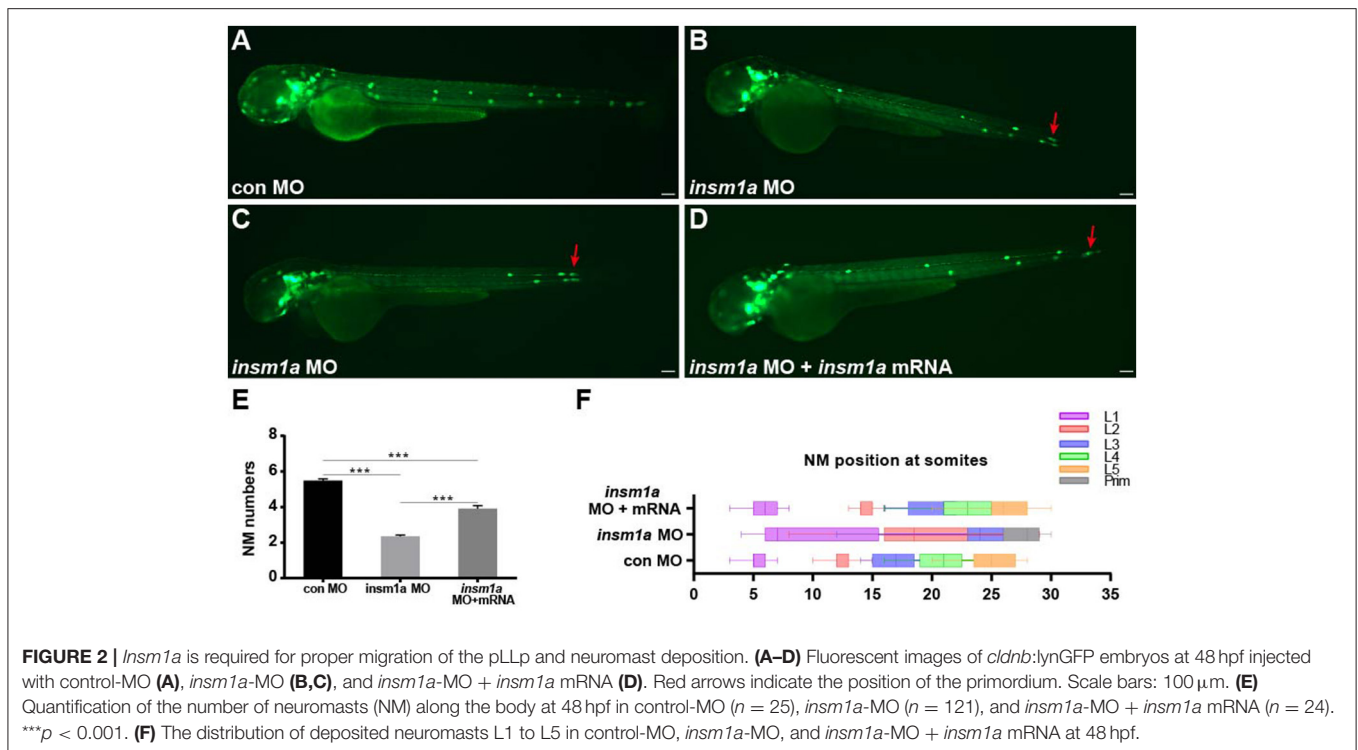 A
con MO
B
insm1a MO
C
insm1a MO
D
insm1a MO + insm1a mRNA
E
NM numbers
8
6
4
2
0
***
***
***
con MO
insm1a MO
insm1a
MO+mRNA
F
L1
L2
L3
L4
L5
Prim
NM position at somites
insm1a
MO + mRNA
insm1a MO
con MO
0 5 10 15 20 25 30 35
FIGURE 2 | Insm1a is required for proper migration of the pLLp and neuromast deposition. (A–D) Fluorescent images of cldnb:lynGFP embryos at 48 hpf injected
with control-MO (A), insm1a-MO (B,C), and insm1a-MO + insm1a mRNA (D). Red arrows indicate the position of the primordium. Scale bars: 100 μm. (E)
Quantification of the number of neuromasts (NM) along the body at 48 hpf in control-MO (n = 25), insm1a-MO (n = 121), and insm1a-MO + insm1a mRNA (n = 24).
***p < 0.001. (F) The distribution of deposited neuromasts L1 to L5 in control-MO, insm1a-MO, and insm1a-MO + insm1a mRNA at 48 hpf.